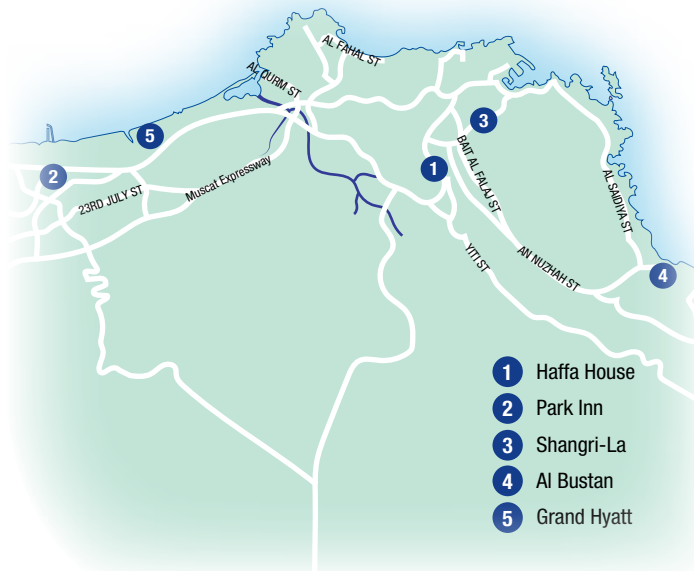 AL FAHAL ST
AL QURM ST
5
3
BAIT AL FALAJ ST
1
2
23RD JULY ST
Muscat Expressway
AL SAIDIYA ST
YITI ST
AN NUZHAH ST
4
1 Haffa House
2 Park Inn
3 Shangri-La
4 Al Bustan
5 Grand Hyatt